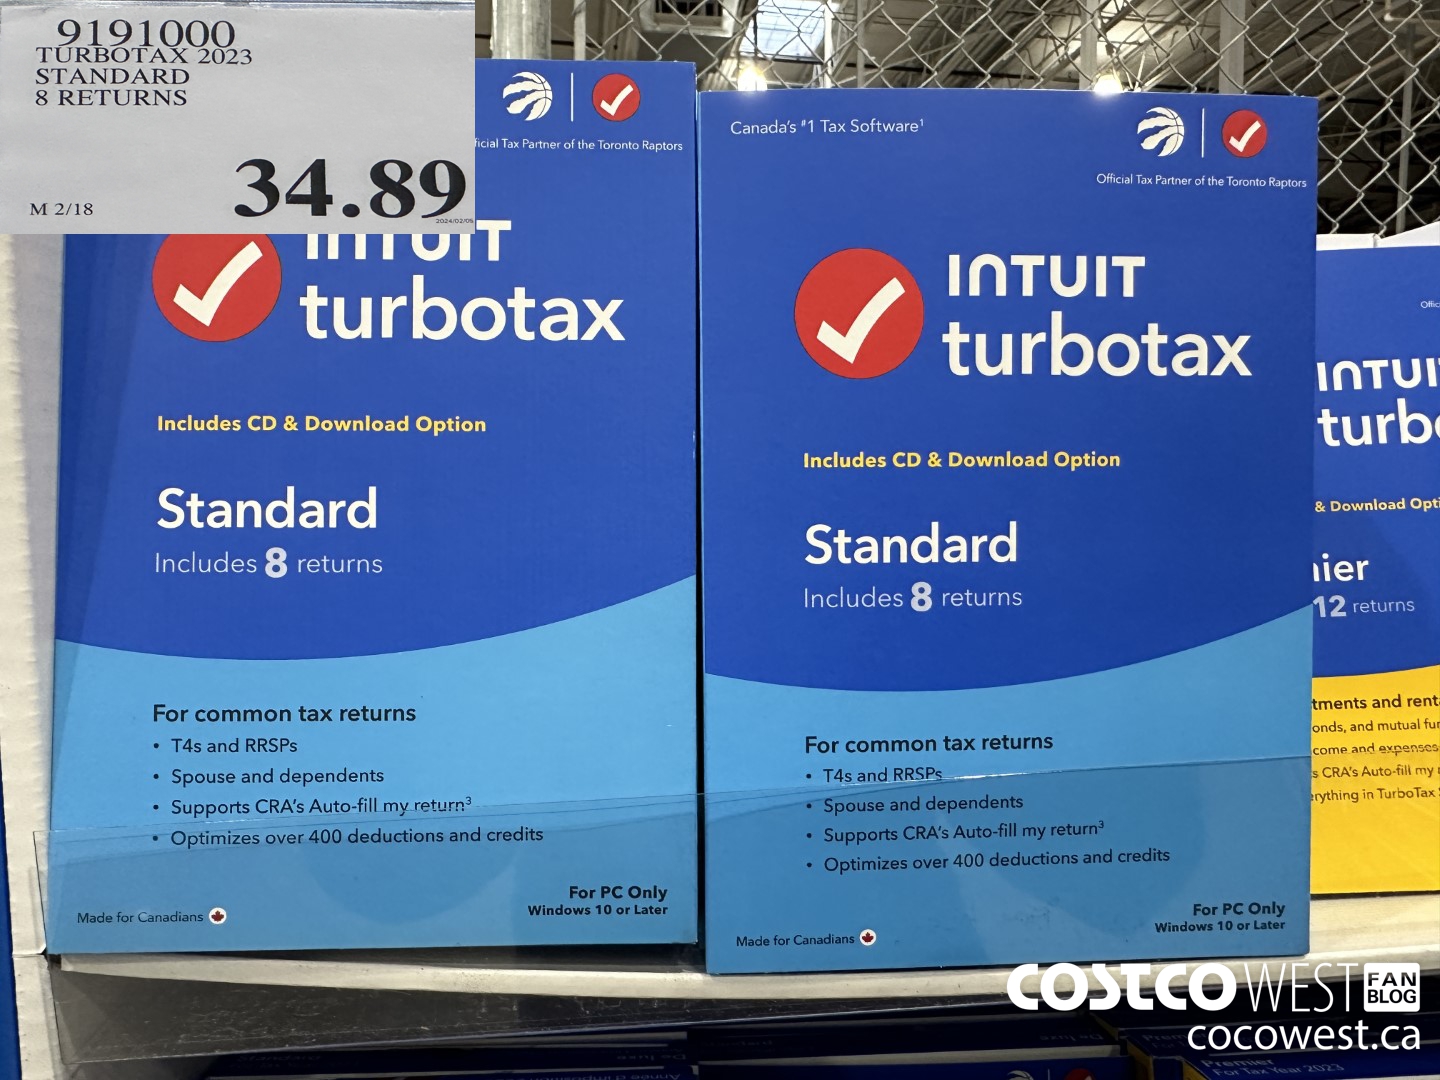 9191000
TURBOTAX 2023
STANDARD
8 RETURNS
34.89
M 2/18
2024/02/05
ficial Tax Partner of the Toronto Raptors
INTUIT
turbotax
Includes CD & Download Option
Standard
Includes 8 returns
For common tax returns
• T4s and RRSPs
• Spouse and dependents
• Supports CRA's Auto-fill my return3
• Optimizes over 400 deductions and credits
For PC Only
Windows 10 or Later
Made for Canadians
Canada's #1 Tax Software1
Official Tax Partner of the Toronto Raptors
INTUIT
turbotax
Includes CD & Download Option
Standard
Includes 8 returns
For common tax returns
• T4s and RRSPs
• Spouse and dependents
• Supports CRA's Auto-fill my return3
• Optimizes over 400 deductions and credits
For PC Only
Windows 10 or Later
Made for Canadians
Offic
INTUI
turb
& Download Opti
nier
12 returns
tments and rent
onds, and mutual fu
come and expenses
s CRA's Auto-fill my
rything in TurboTax
Premier
For Tax Year 2023
COSTCO WEST FAN BLOG
cocowest.ca